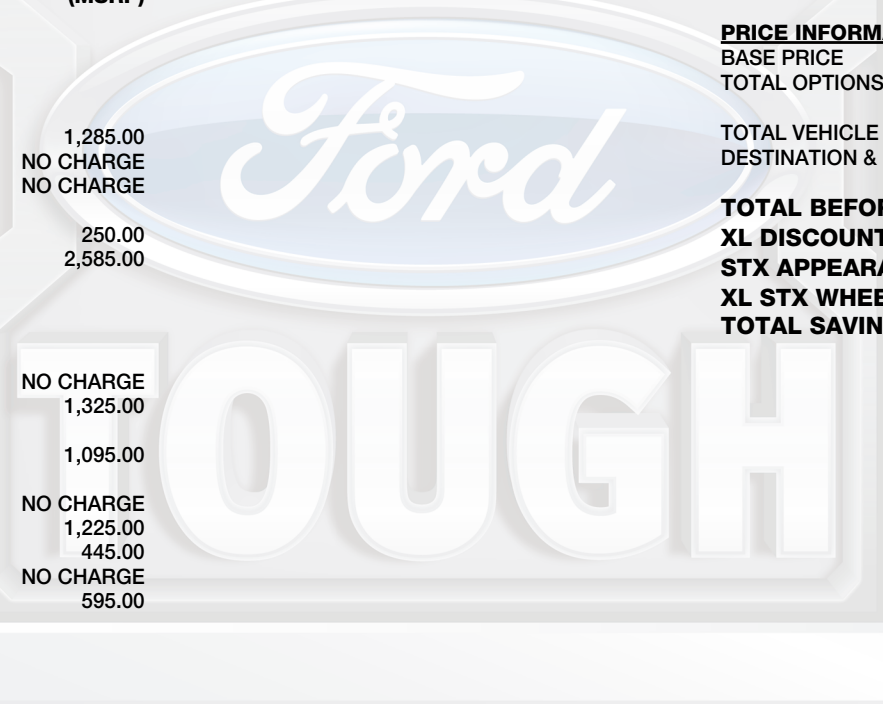 (MSRP)
1,285.00
NO CHARGE
NO CHARGE
250.00
2,585.00
NO CHARGE
1,325.00
1,095.00
NO CHARGE
1,225.00
445.00
NO CHARGE
595.00
PRICE INFORMA
BASE PRICE
TOTAL OPTIONS
TOTAL VEHICLE
DESTINATION &
TOTAL BEFOR
XL DISCOUNT
STX APPEARA
XL STX WHEE
TOTAL SAVIN
Ford
TOUGH